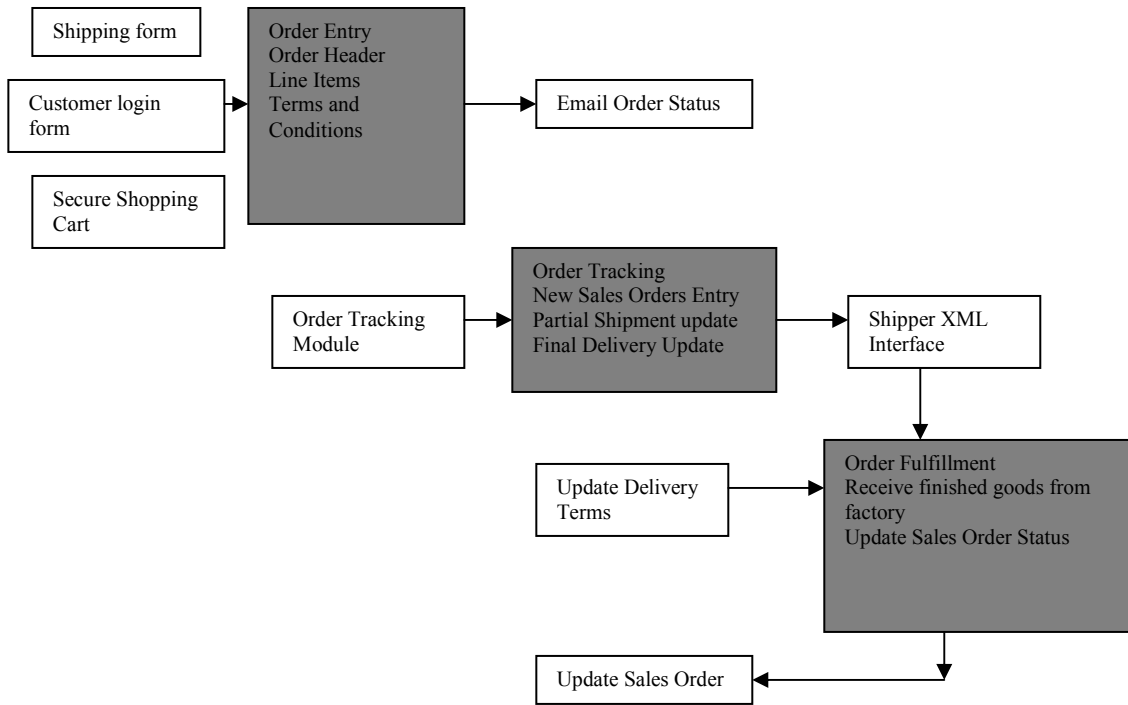 Shipping form
Customer login
form
Secure Shopping
Cart
Order Entry
Order Header
Line Items
Terms and
Conditions
Email Order Status
Order Tracking
Module
Order Tracking
New Sales Orders Entry
Partial Shipment update
Final Delivery Update
Shipper XML
Interface
Update Delivery
Terms
Order Fulfillment
Receive finished goods from
factory
Update Sales Order Status
Update Sales Order